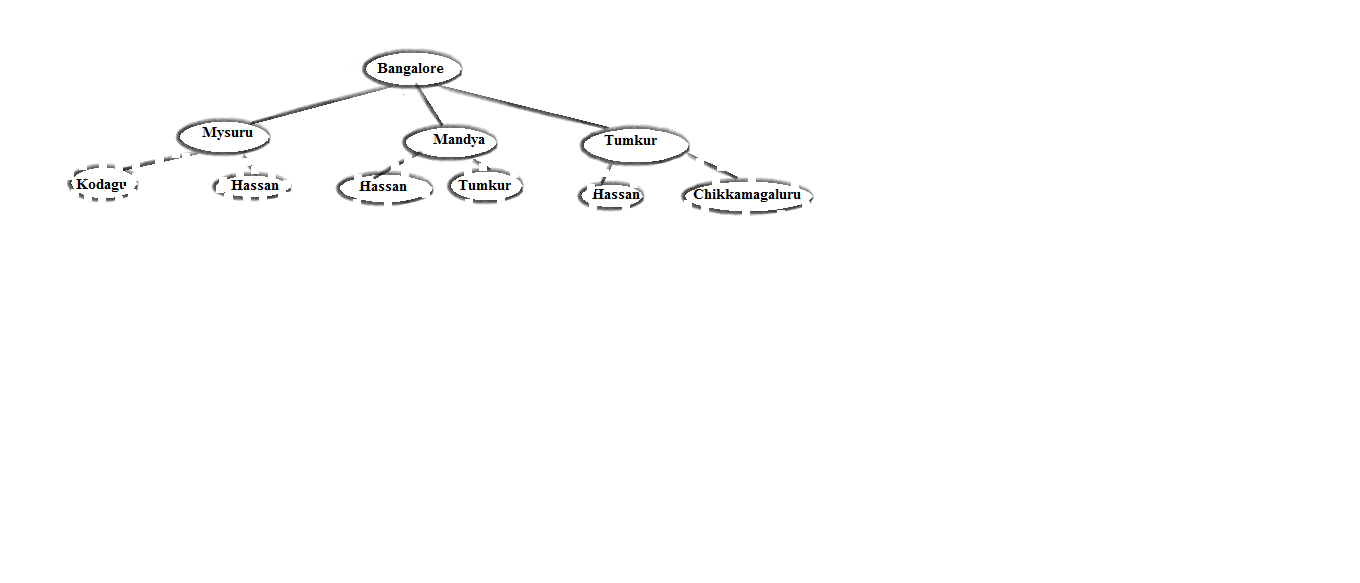 Bangalore
Mysuru
Mandya
Tumkur
Kodagu
Hassan
Hassan
Tumkur
Hassan
Chikkamagaluru